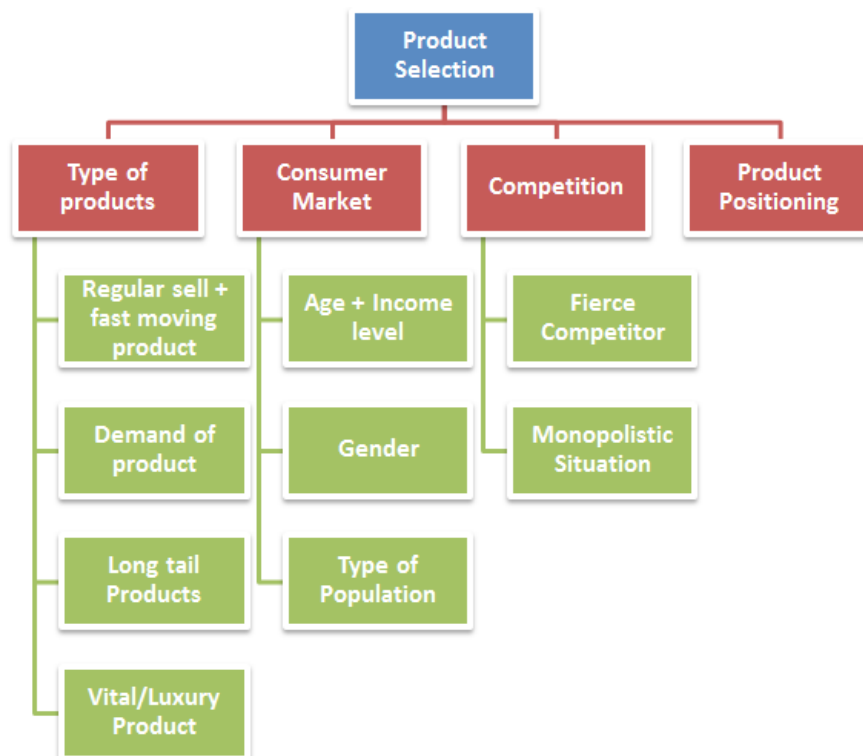 Product
Selection
Type of
products
Consumer
Market
Competition
Product
Positioning
Regular sell +
fast moving
product
Demand of
product
Long tail
Products
Vital/Luxury
Product
Age + Income
level
Gender
Type of
Population
Fierce
Competitor
Monopolistic
Situation